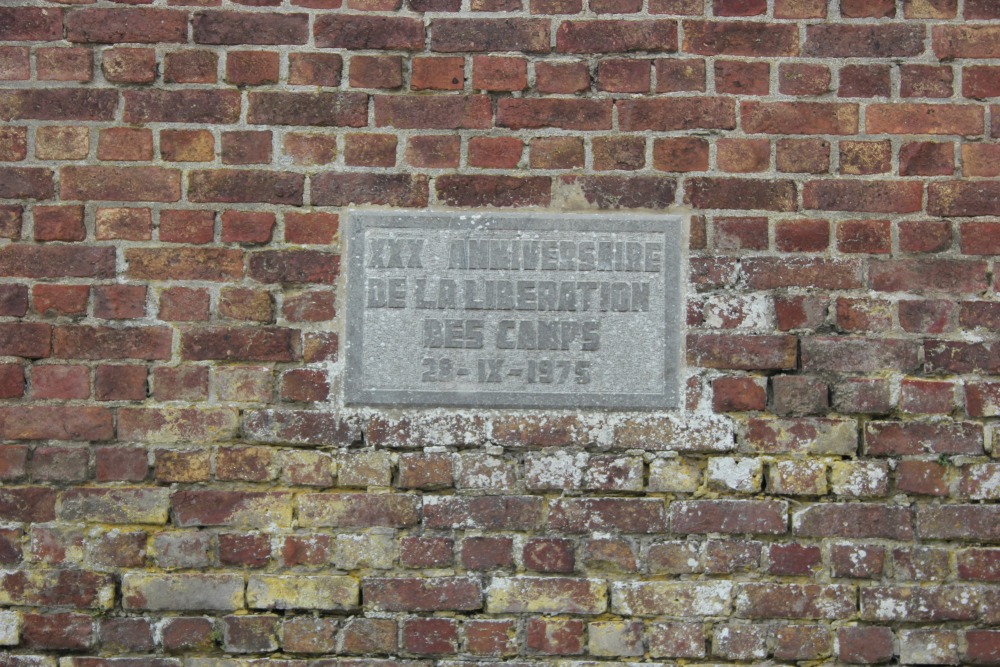 XXX ANNIVERSAIRE
DE LA LIBERATION
DES CAMPS
28-IX-1975